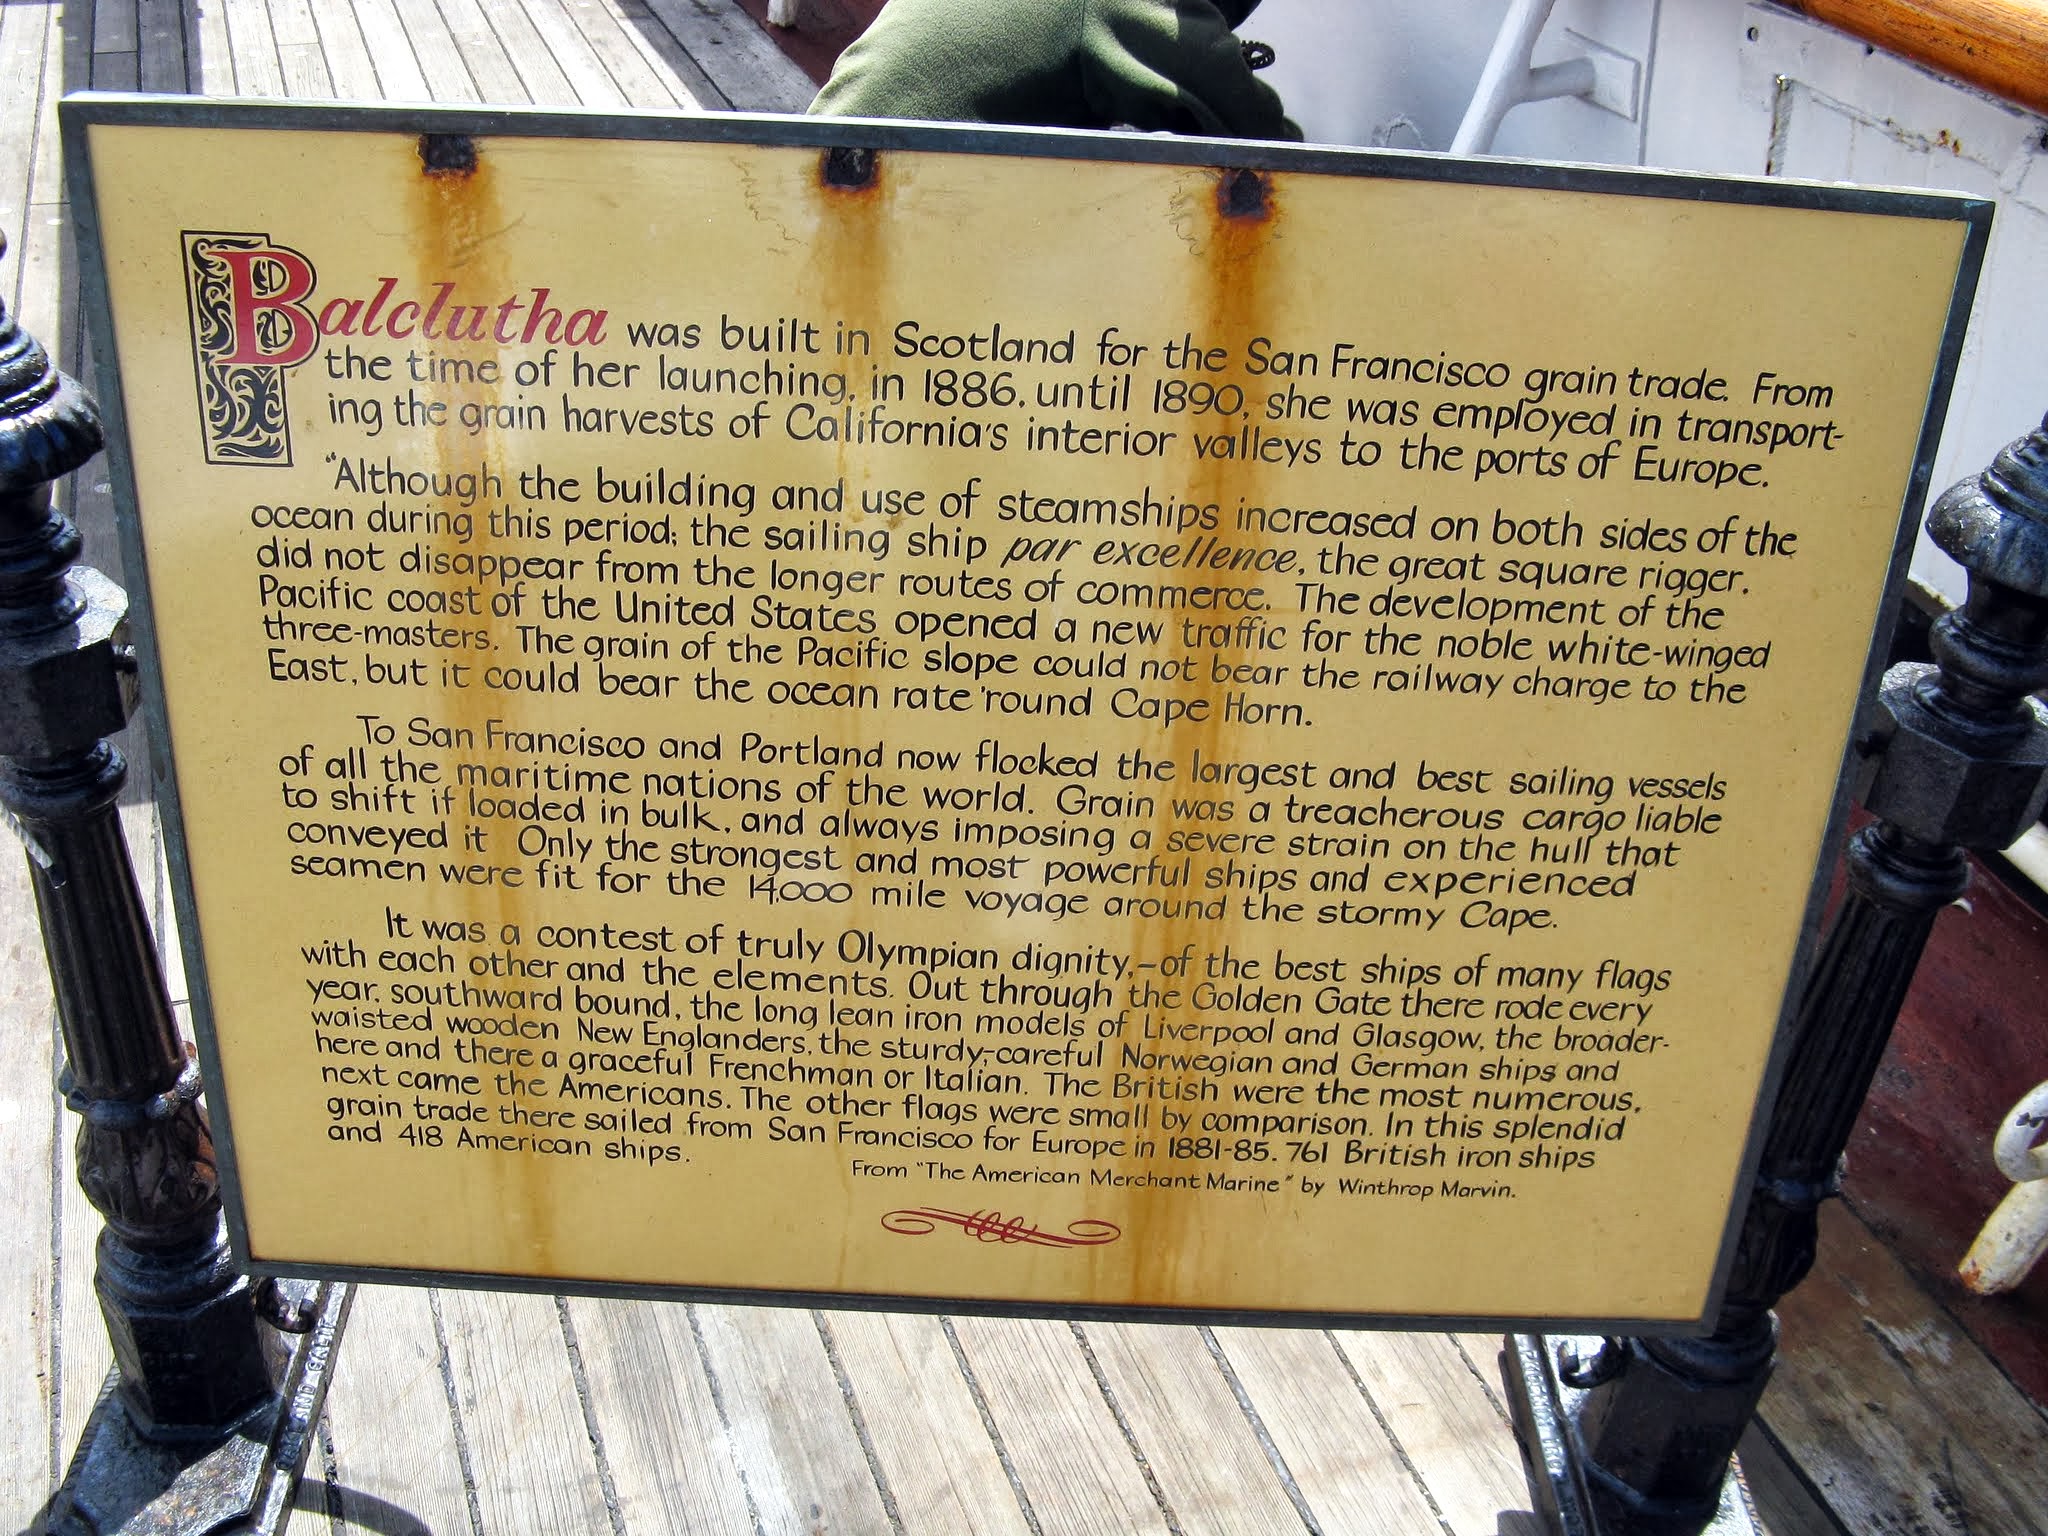 Balclutha was built in Scotland for the San Francisco grain trade. From
the time of her launching, in 1886, until 1890, she was employed in transport-
ing the grain harvests of California's interior valleys to the ports of Europe.
"Although the building and use of steamships increased on both sides of the
ocean during this period; the sailing ship par excellence, the great square rigger,
did not disappear from the longer routes of commerce. The development of the
Pacific coast of the United States opened a new traffic for the noble white-winged
three-masters. The grain of the Pacific slope could not bear the railway charge to the
East, but it could bear the ocean rate 'round Cape Horn.
To San Francisco and Portland now flocked the largest and best sailing vessels
of all the maritime nations of the world. Grain was a treacherous cargo liable
to shift if loaded in bulk, and always imposing a severe strain on the hull that
conveyed it Only the strongest and most powerful ships and experienced
seamen were fit for the 14,000 mile voyage around the stormy Cape.
It was a contest of truly Olympian dignity,-of the best ships of many flags
with each other and the elements. Out through the Golden Gate there rode every
year, southward bound, the long lean iron models of Liverpool and Glasgow, the broader-
waisted wooden New Englanders, the sturdy,-careful Norwegian and German ships and
here and there a graceful Frenchman or Italian. The British were the most numerous,
next came the Americans. The other flags were small by comparison. In this splendid
grain trade there sailed from San Francisco for Europe in 1881-85. 761 British iron ships
and 418 American ships.
From "The American Merchant Marine" by Winthrop Marvin.